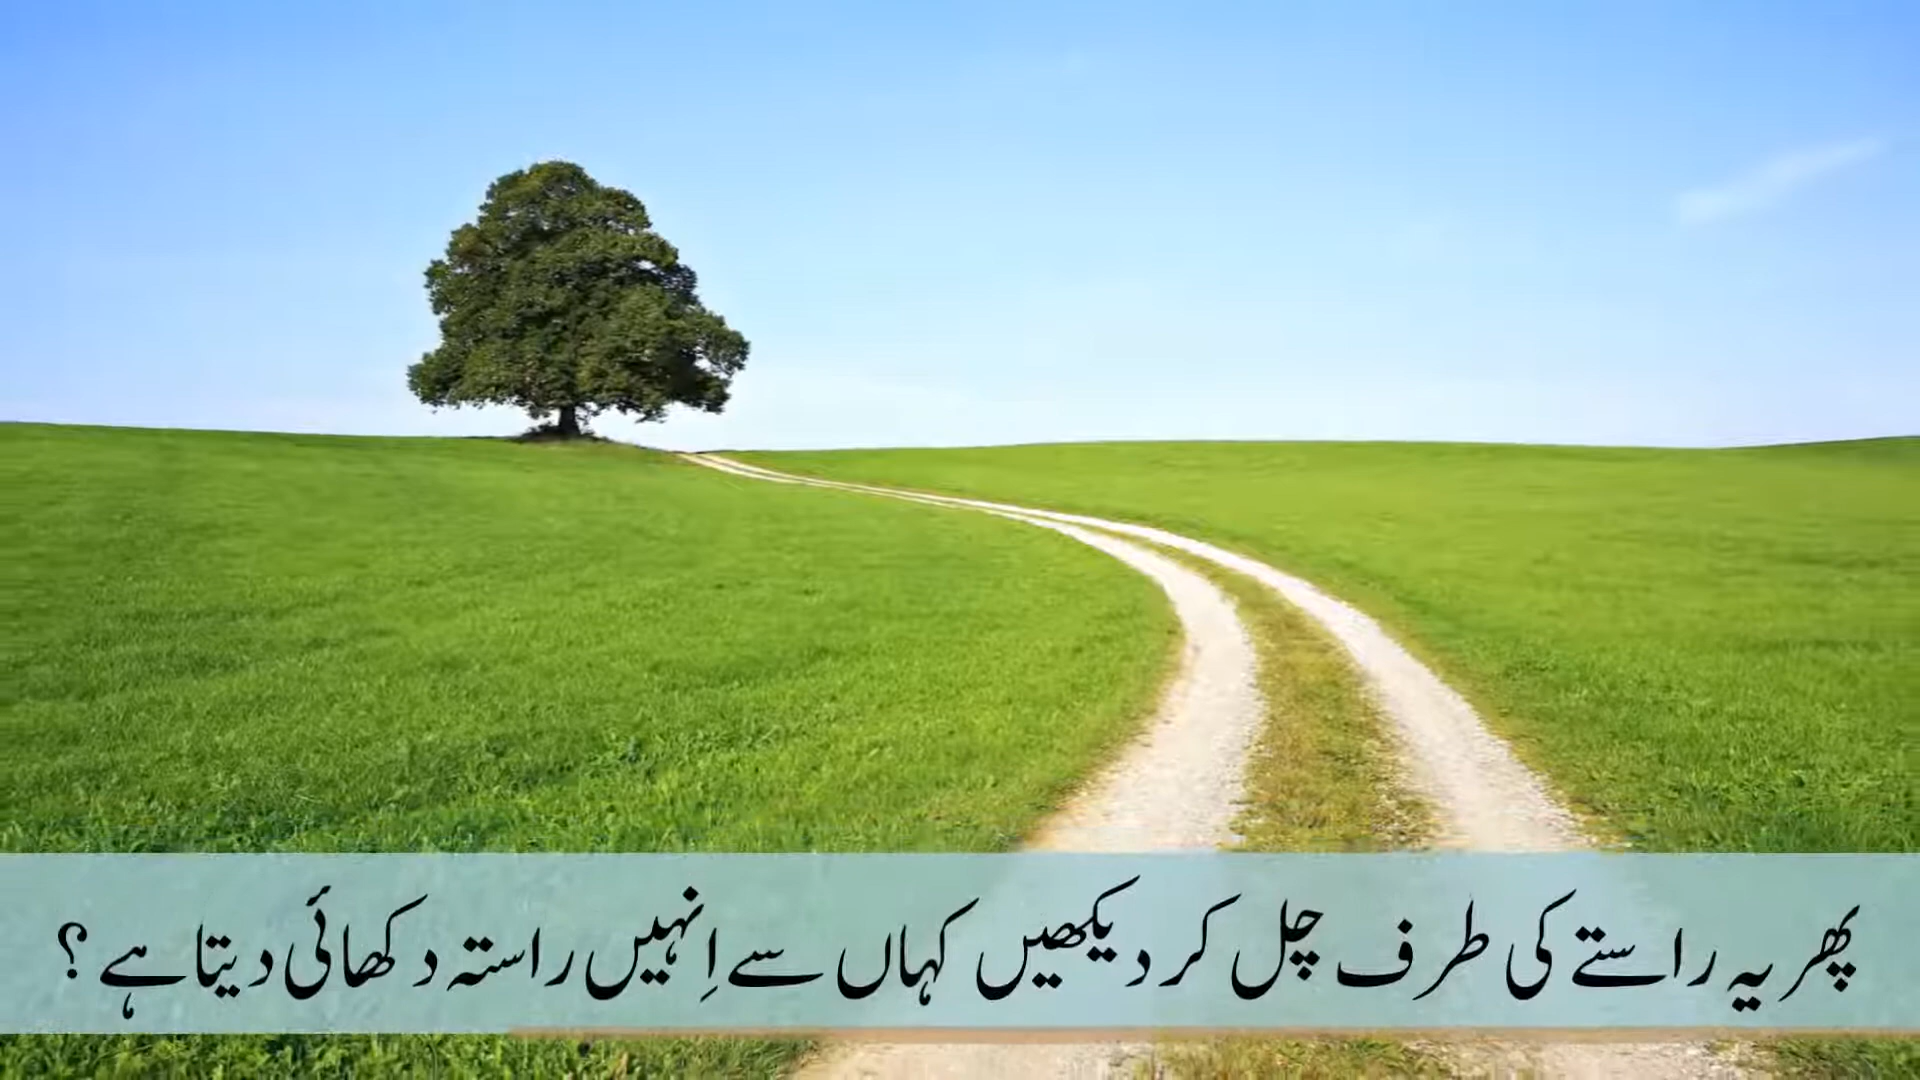 پھر یہ راستے کی طرف چل کر دیکھیں کہاں سے اِنہیں راستہ دکھائی دیتا ہے ؟